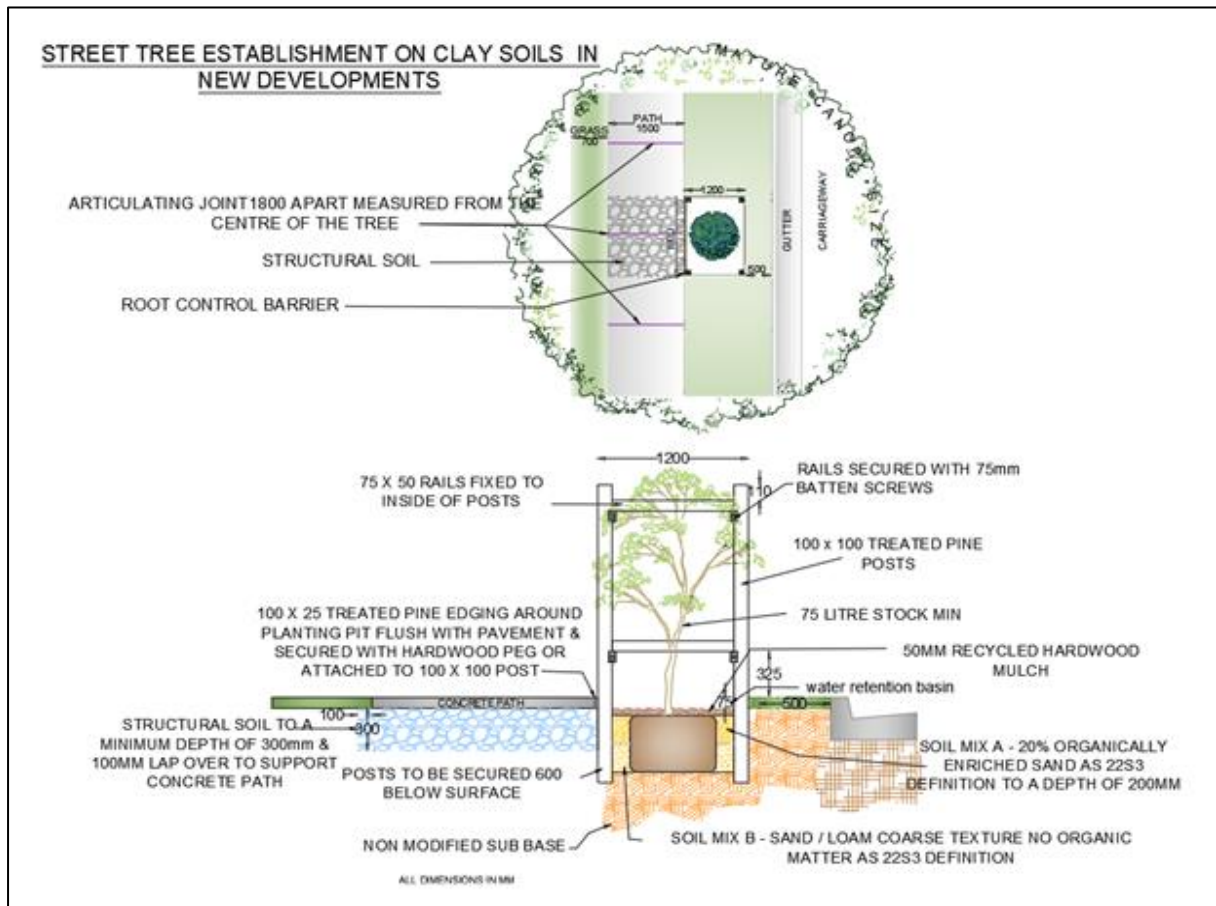 STREET TREE ESTABLISHMENT ON CLAY SOILS IN
NEW DEVELOPMENTS
MATURE CANOPY SIZE
GRASS
700
PATH
1500
1200
500
GUTTER
CARRIAGEWAY
ARTICULATING JOINT1800 APART MEASURED FROM THE
CENTRE OF THE TREE
STRUCTURAL SOIL
ROOT CONTROL BARRIER
1200
110
75 X 50 RAILS FIXED TO
INSIDE OF POSTS
RAILS SECURED WITH 75mm
BATTEN SCREWS
100 x 100 TREATED PINE
POSTS
100 X 25 TREATED PINE EDGING AROUND
PLANTING PIT FLUSH WITH PAVEMENT &
SECURED WITH HARDWOOD PEG OR
ATTACHED TO 100 X 100 POST
75 LITRE STOCK MIN
50MM RECYCLED HARDWOOD
MULCH
325
water retention basin
75
500
CONCRETE PATH
100
300
STRUCTURAL SOIL TO A
MINIMUM DEPTH OF 300mm &
100MM LAP OVER TO SUPPORT
CONCRETE PATH
POSTS TO BE SECURED 600
BELOW SURFACE
SOIL MIX A - 20% ORGANICALLY
ENRICHED SAND AS 22S3
DEFINITION TO A DEPTH OF 200MM
NON MODIFIED SUB BASE
SOIL MIX B - SAND / LOAM COARSE TEXTURE NO ORGANIC
MATTER AS 22S3 DEFINITION
ALL DIMENSIONS IN MM